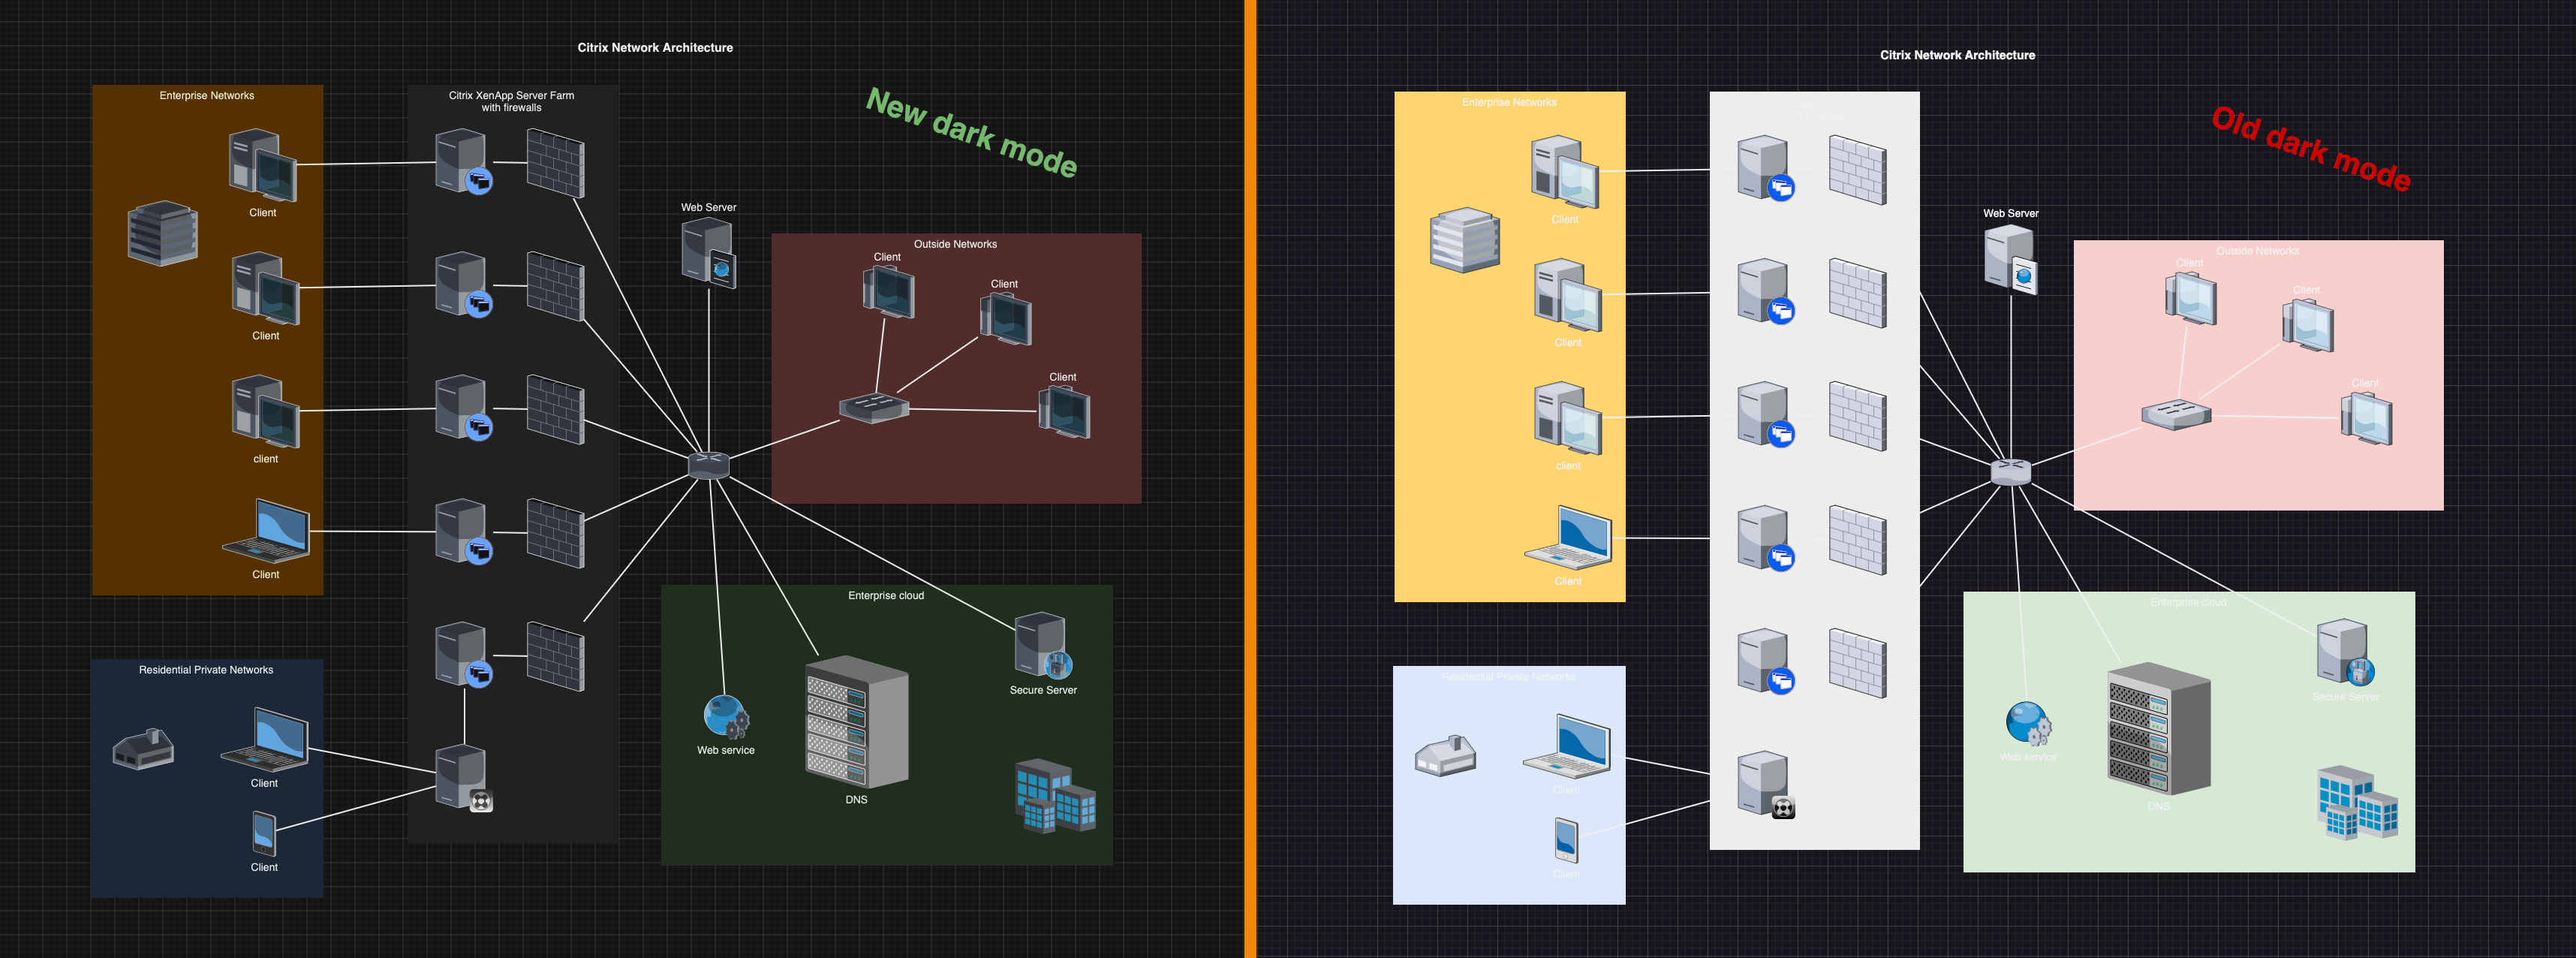 Citrix Network Architecture
Enterprise Networks
Client
Client
client
Client
Residential Private Networks
Client
Client
Citrix XenApp Server Farm
with firewalls
New dark mode
Web Server
Outside Networks
Client
Client
Client
Enterprise cloud
Secure Server
Web service
DNS
Citrix Network Architecture
Enterprise Networks
Client
Client
client
Client
Residential Private Networks
Client
Client
Old dark mode
Web Server
Outside Networks
Client
Client
Client
Enterprise cloud
Secure Server
Web service
DNS